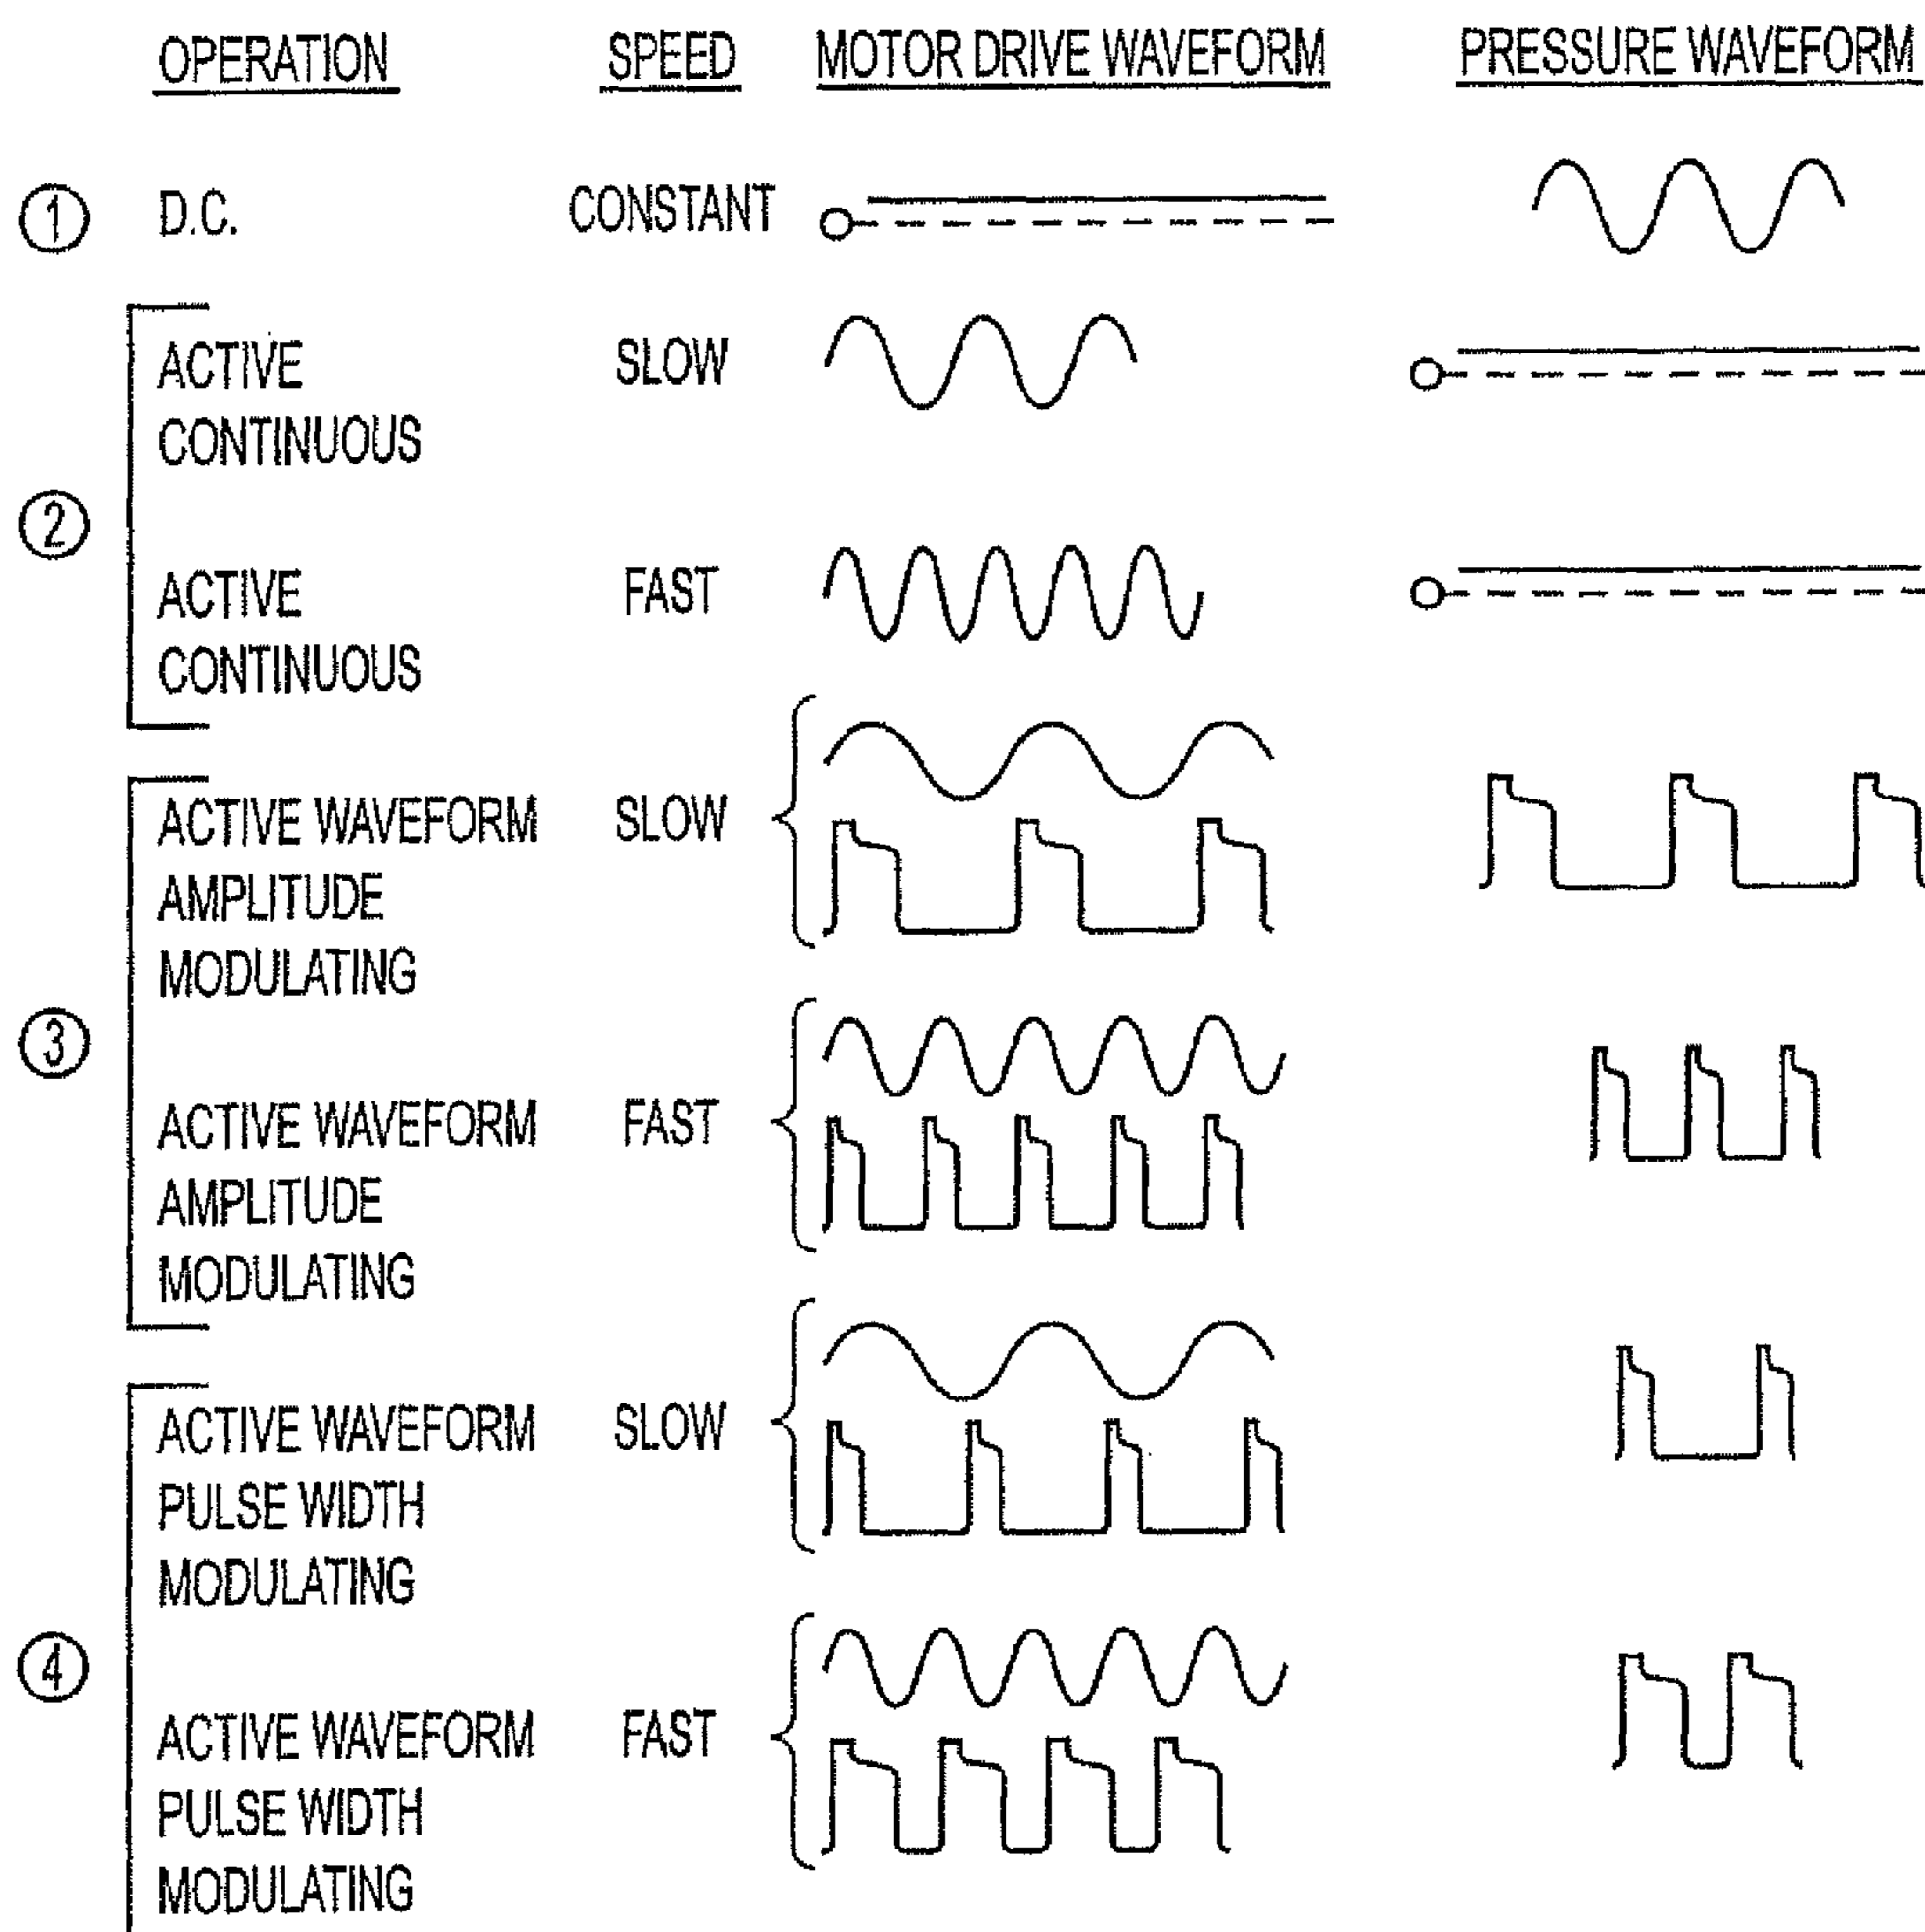 OPERATION SPEED MOTOR DRIVE WAVEFORM PRESSURE WAVEFORM
1 D.C. CONSTANT
2
ACTIVE SLOW
CONTINUOUS
ACTIVE FAST
CONTINUOUS
3
ACTIVE WAVEFORM SLOW
AMPLITUDE
MODULATING
ACTIVE WAVEFORM FAST
AMPLITUDE
MODULATING
4
ACTIVE WAVEFORM SLOW
PULSE WIDTH
MODULATING
ACTIVE WAVEFORM FAST
PULSE WIDTH
MODULATING